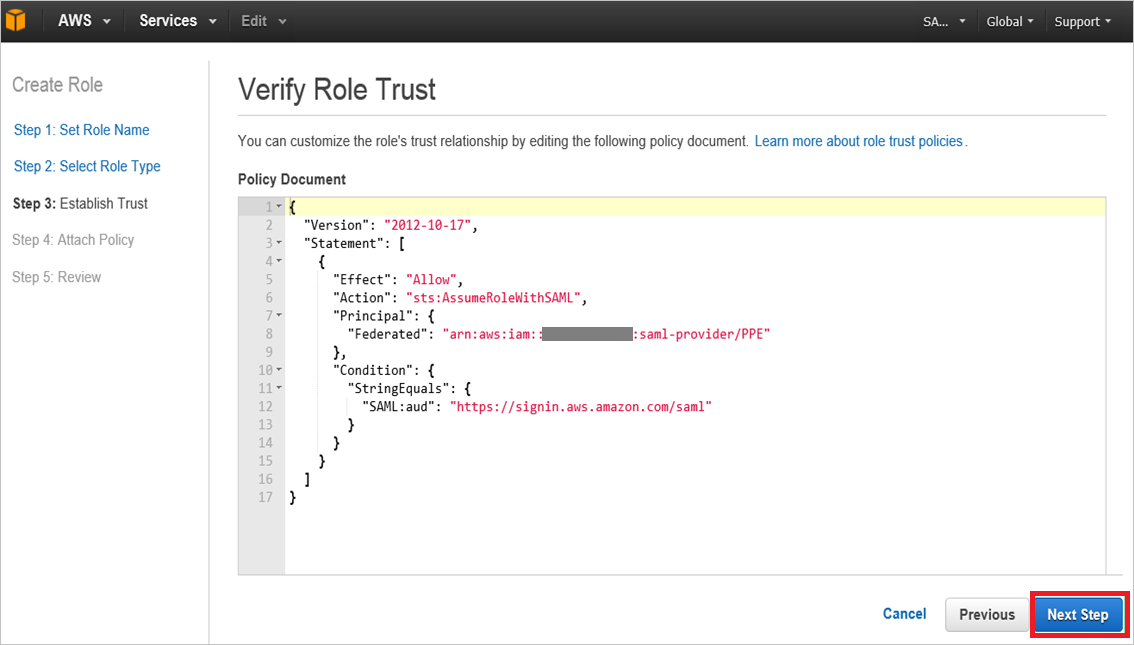 AWS Services Edit SA... Global Support
Create Role
Step 1: Set Role Name
Step 2: Select Role Type
Step 3: Establish Trust
Step 4: Attach Policy
Step 5: Review
Verify Role Trust
You can customize the role's trust relationship by editing the following policy document. Learn more about role trust policies.
Policy Document
1 {
2 "Version": "2012-10-17",
3 "Statement": [
4 {
5 "Effect": "Allow",
6 "Action": "sts:AssumeRoleWithSAML",
7 "Principal": {
8 "Federated": "arn:aws:iam:: :saml-provider/PPE"
9 },
10 "Condition": {
11 "StringEquals": {
12 "SAML:aud": "https://signin.aws.amazon.com/saml"
13 }
14 }
15 }
16 ]
17 }
Cancel Previous Next Step